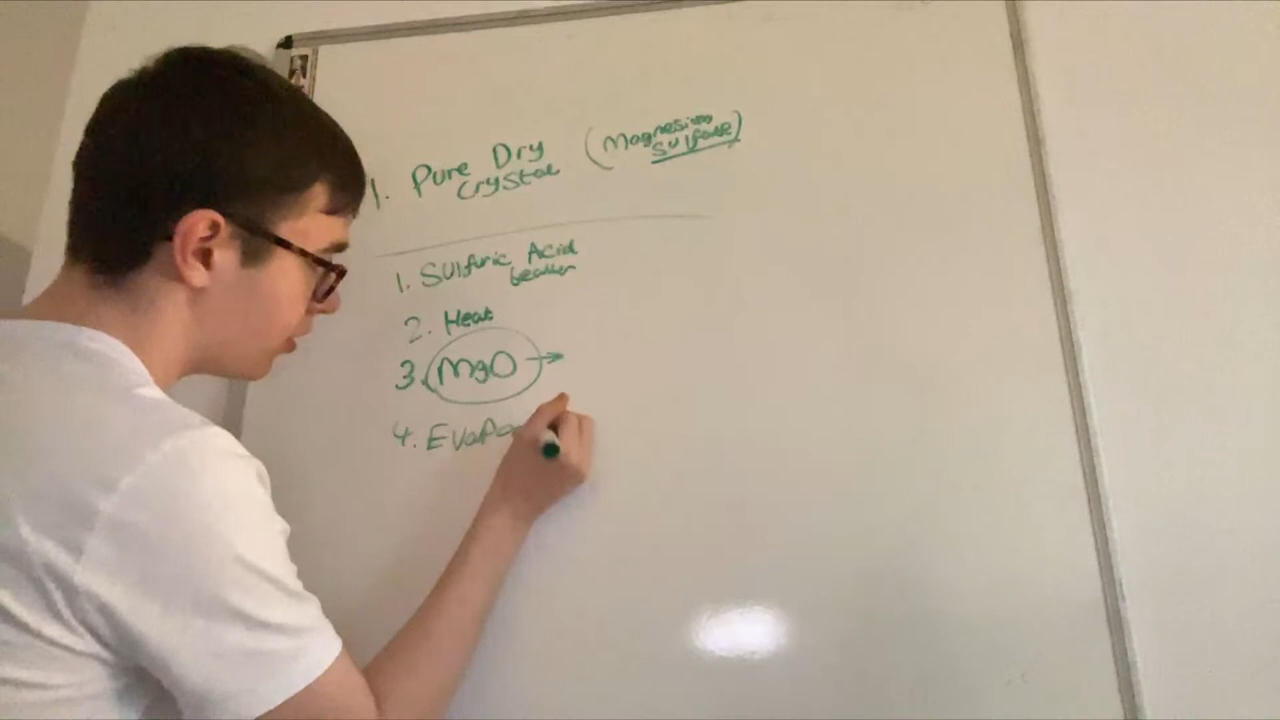 1. Pure Dry (Magnesium
Crystal Sulfate)
1. Sulfuric Acid
beaker
2. Heat
3. MgO →
4. Evapo